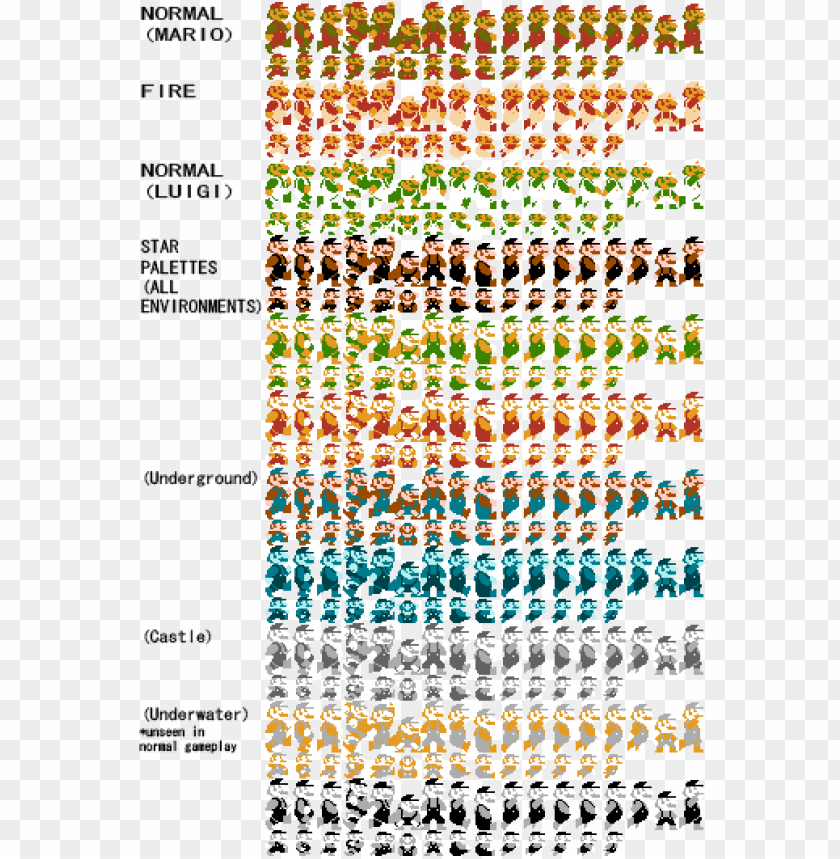 NORMAL
(MARIO)
FIRE
NORMAL
(LUIGI)
STAR
PALETTES
(ALL
ENVIRONMENTS)
(Underground)
(Castle)
(Underwater)
*unseen in
normal gameplay